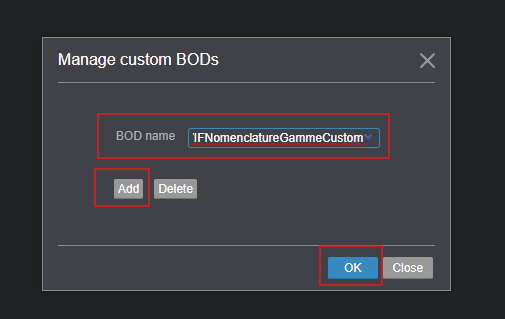 Manage custom BODs
BOD name IFNomenclatureGammeCustom
Add Delete
OK Close